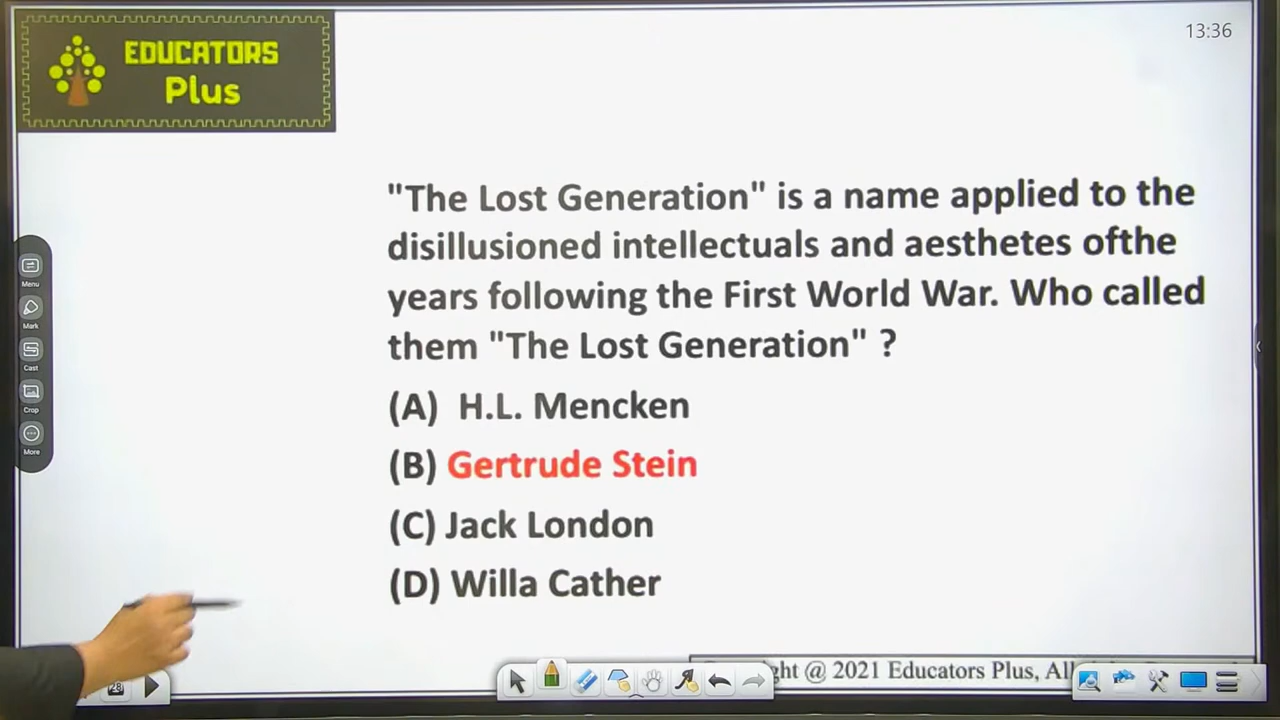 EDUCATORS
Plus
13:36
"The Lost Generation" is a name applied to the
disillusioned intellectuals and aesthetes ofthe
years following the First World War. Who called
them "The Lost Generation" ?
(A) H.L. Mencken
(B) Gertrude Stein
(C) Jack London
(D) Willa Cather
Menu
Mark
Cast
Crop
More
28
@ 2021 Educators Plus,